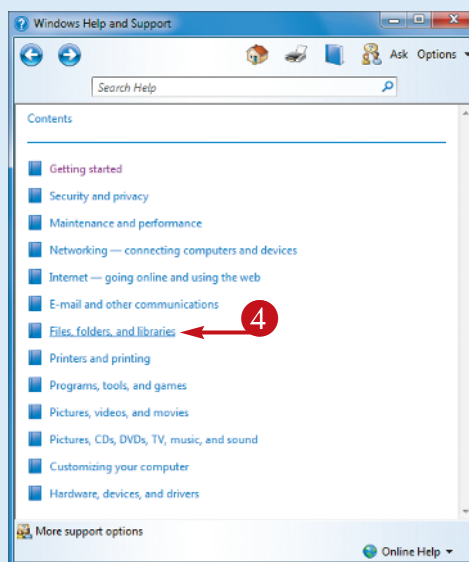 Windows Help and Support
Ask Options
Search Help
Contents
Getting started
Security and privacy
Maintenance and performance
Networking — connecting computers and devices
Internet — going online and using the web
E-mail and other communications
Files, folders, and libraries 4
Printers and printing
Programs, tools, and games
Pictures, videos, and movies
Pictures, CDs, DVDs, TV, music, and sound
Customizing your computer
Hardware, devices, and drivers
More support options
Online Help